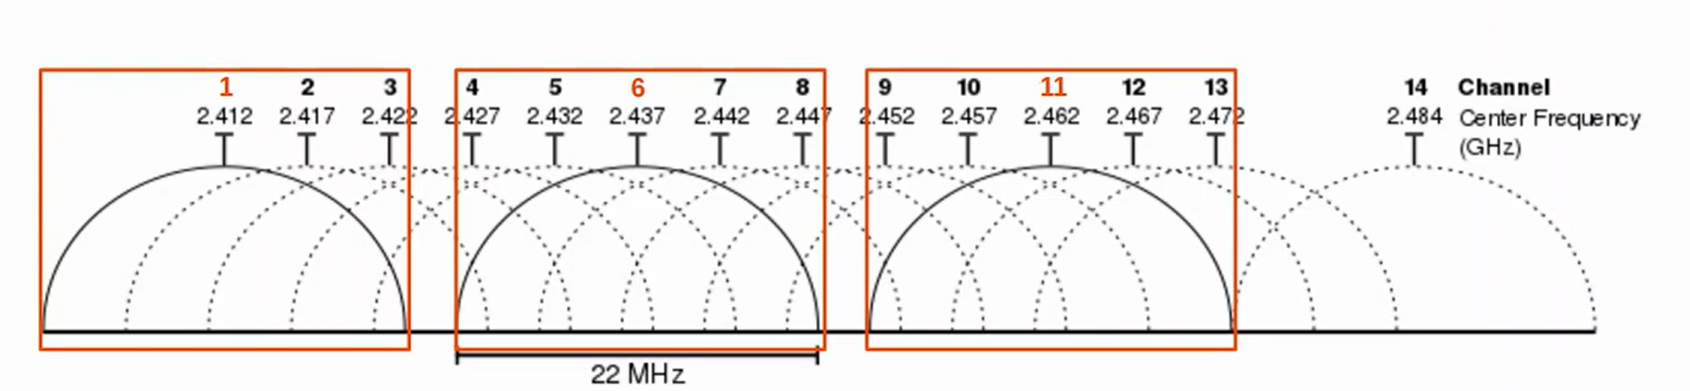 1 2 3 4 5 6 7 8 9 10 11 12 13 14 Channel
2.412 2.417 2.422 2.427 2.432 2.437 2.442 2.447 2.452 2.457 2.462 2.467 2.472 2.484 Center Frequency
(GHz)
22 MHz